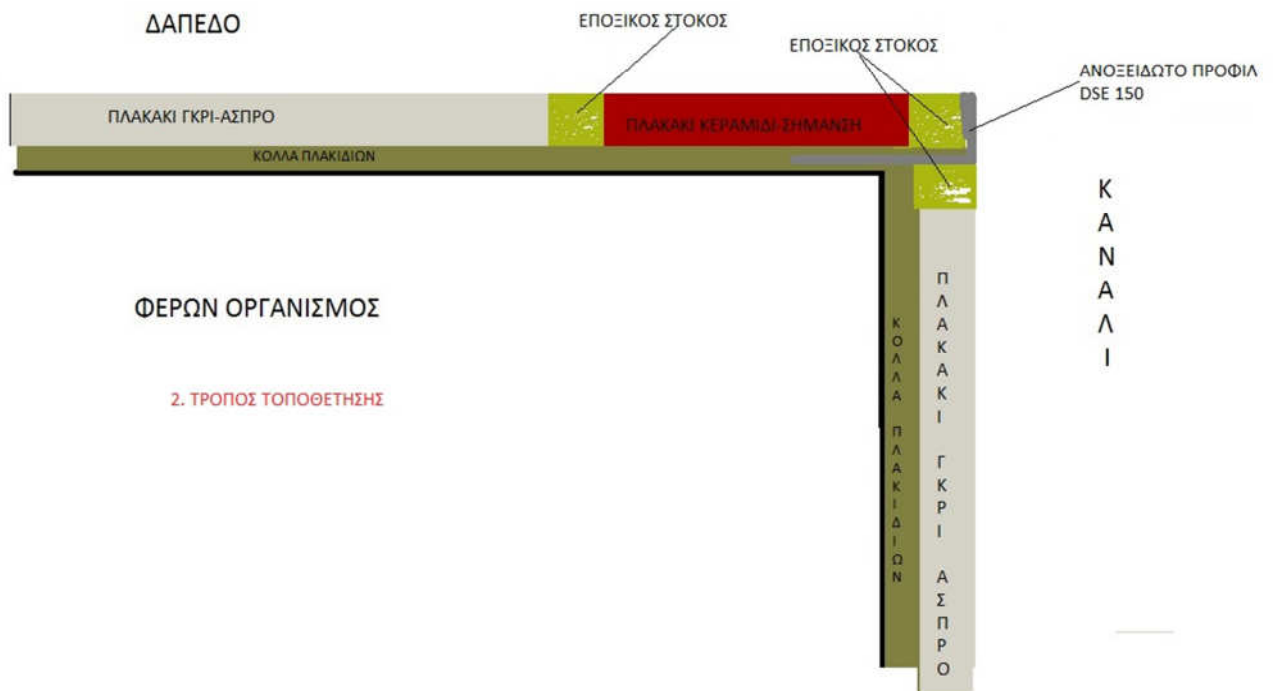 ΔΑΠΕΔΟ
ΕΠΟΞΙΚΟΣ ΣΤΟΚΟΣ
ΕΠΟΞΙΚΟΣ ΣΤΟΚΟΣ
ΑΝΟΞΕΙΔΩΤΟ ΠΡΟΦΙΛ
DSE 150
ΠΛΑΚΑΚΙ ΓΚΡΙ-ΑΣΠΡΟ
ΠΛΑΚΑΚΙ ΚΕΡΑΜΙΔΙ-ΣΗΜΑΝΣΗ
ΚΟΛΛΑ ΠΛΑΚΙΔΙΩΝ
ΚΑΝΑΛΙ
ΦΕΡΩΝ ΟΡΓΑΝΙΣΜΟΣ
2. ΤΡΟΠΟΣ ΤΟΠΟΘΕΤΗΣΗΣ
ΚΟΛΛΑ ΠΛΑΚΙΔΙΩΝ
ΠΛΑΚΑΚΙ ΓΚΡΙ ΑΣΠΡΟ